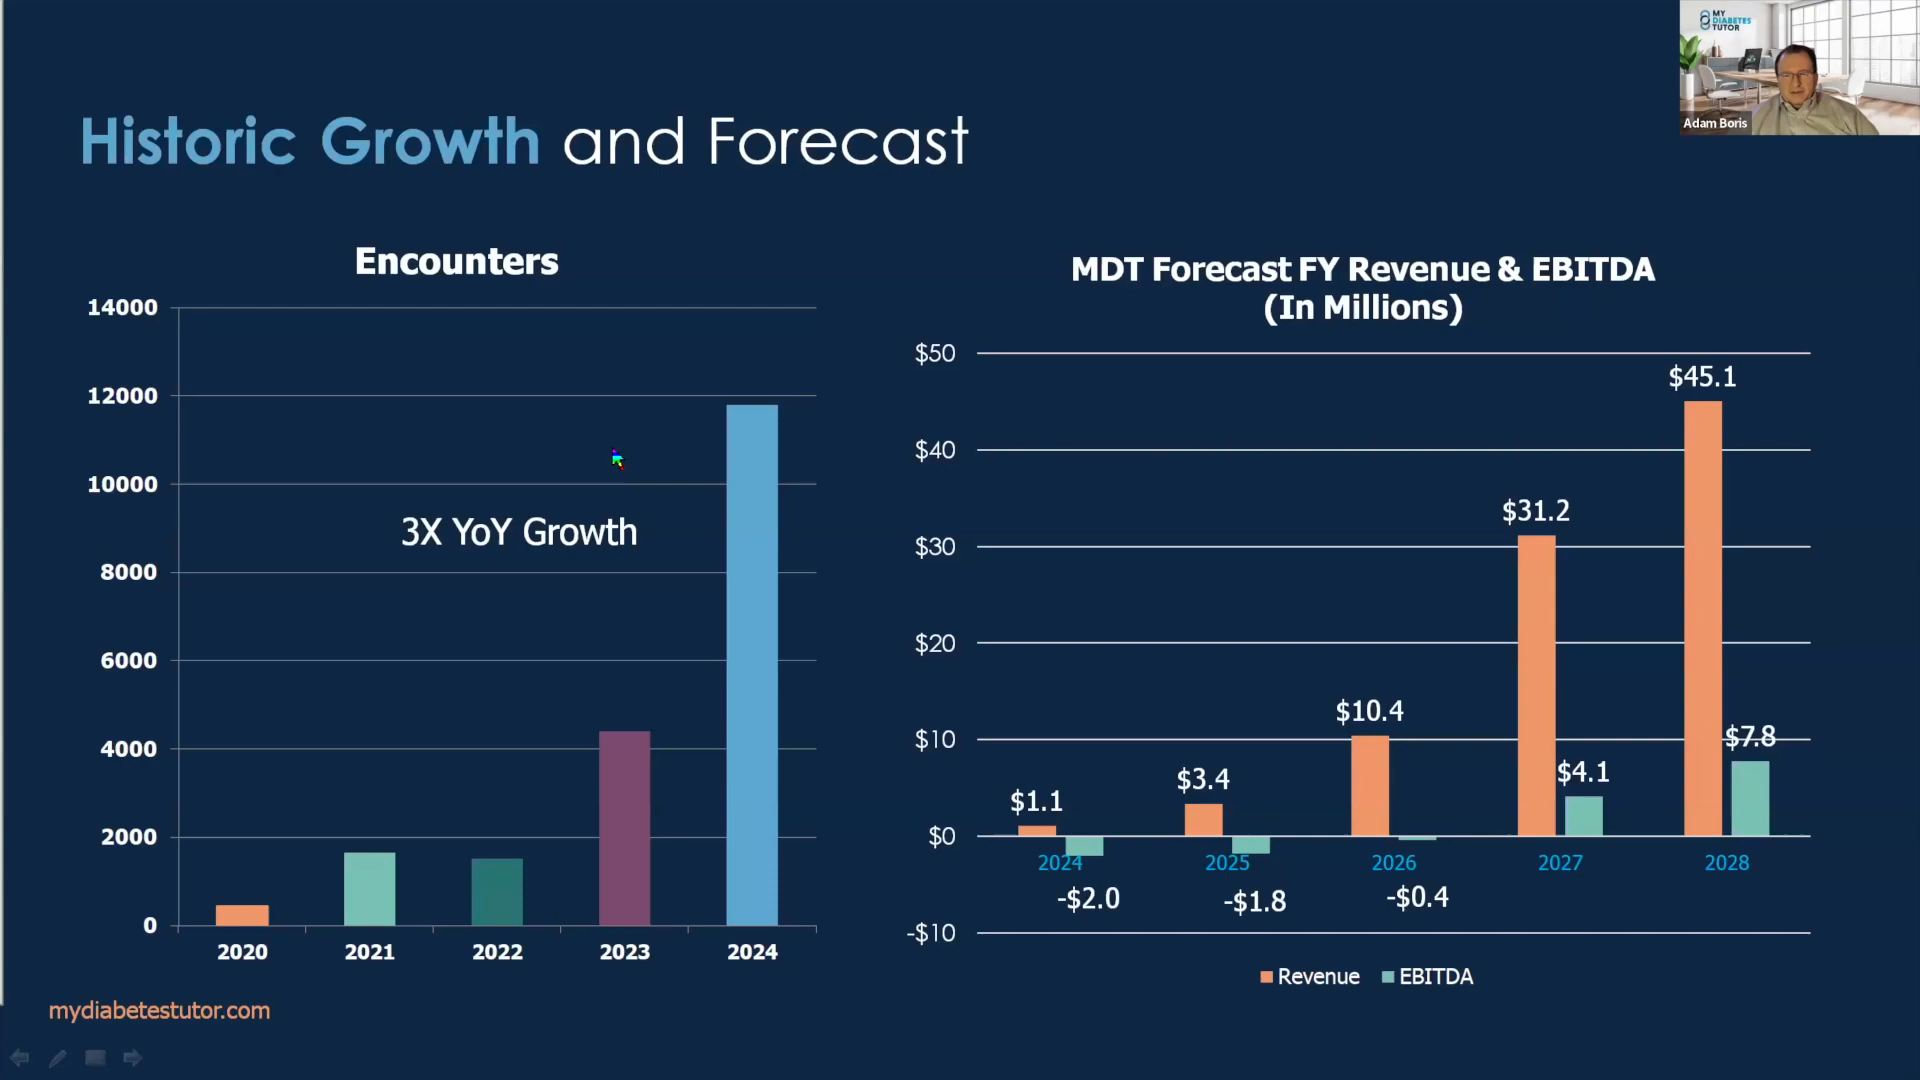 MY
DIABETES
TUTOR
Adam Boris
Historic Growth and Forecast
Encounters
14000
12000
10000
8000
6000
4000
2000
0
3X YoY Growth
2020 2021 2022 2023 2024
MDT Forecast FY Revenue & EBITDA
(In Millions)
$50
$40
$30
$20
$10
$0
-$10
$1.1
$3.4
$10.4
$31.2
$45.1
$4.1
$7.8
2024 2025 2026 2027 2028
-$2.0
-$1.8
-$0.4
Revenue EBITDA
mydiabetestutor.com